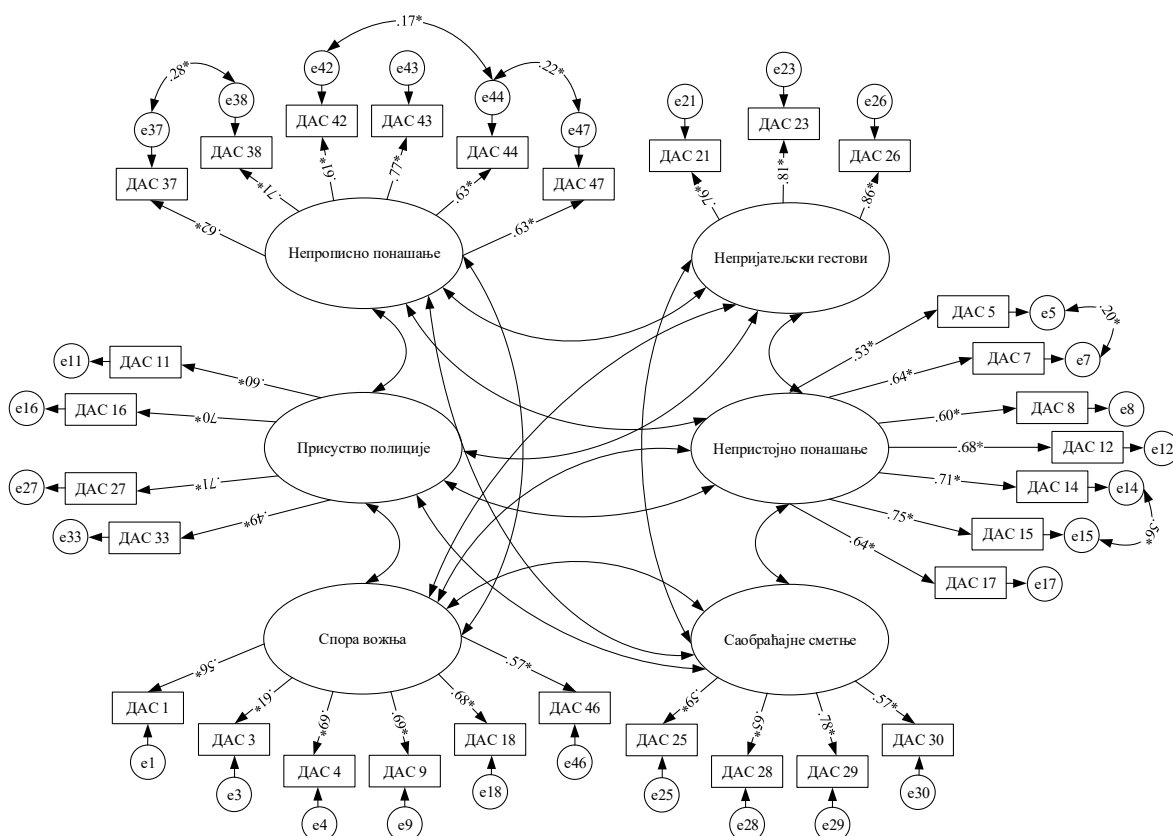 .17*
e42
e43
e23
.28*
.22*
e38
e44
e21
e26
e37
e47
ДАС 42
ДАС 43
ДАС 23
ДАС 38
ДАС 44
ДАС 21
ДАС 26
ДАС 37
ДАС 47
.62*
.71*
.61*
.77*
.63*
.63*
.76*
.81*
.86*
Непрописно понашање
Непријатељски гестови
ДАС 5
e5
.20*
.53*
ДАС 7
e7
.64*
e11
ДАС 11
.60*
e16
ДАС 16
.70*
.60*
ДАС 8
e8
Присуство полиције
Непристојно понашање
.68*
ДАС 12
e12
e27
ДАС 27
.71*
.71*
ДАС 14
e14
.56*
e33
ДАС 33
.49*
.75*
ДАС 15
e15
.64*
ДАС 17
e17
Спора вожња
Саобраћајне сметње
.56*
.61*
.69*
.69*
.68*
.57*
.59*
.65*
.78*
.57*
ДАС 1
ДАС 46
ДАС 3
ДАС 18
ДАС 25
ДАС 30
ДАС 4
ДАС 9
ДАС 28
ДАС 29
e1
e46
e3
e18
e25
e30
e4
e9
e28
e29